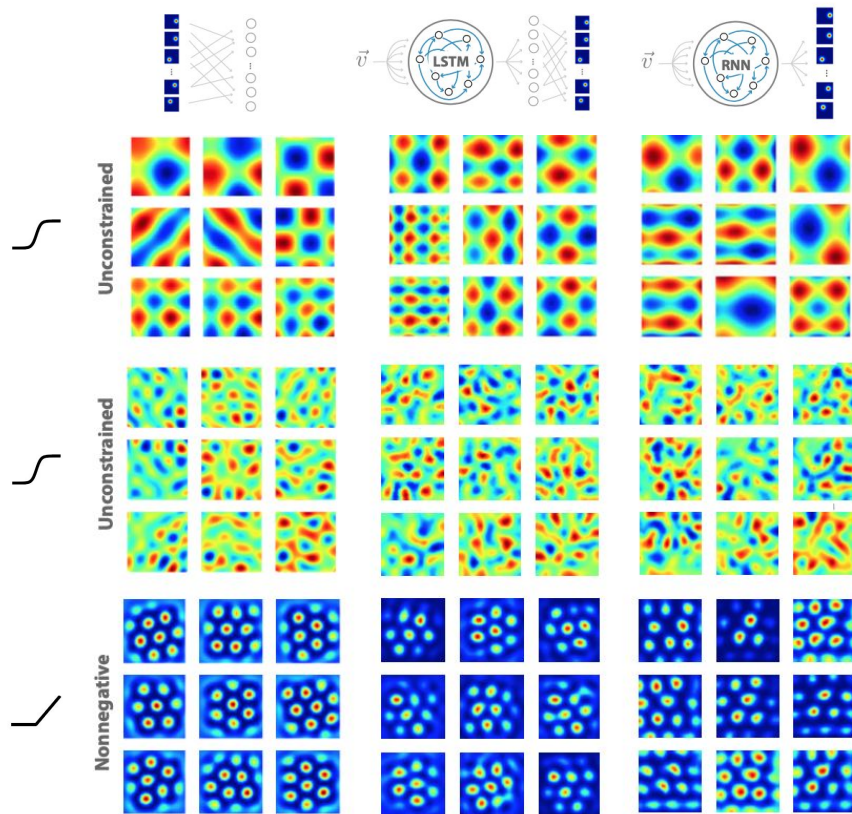 v⃗
LSTM
v⃗
RNN
Unconstrained
Unconstrained
Nonnegative